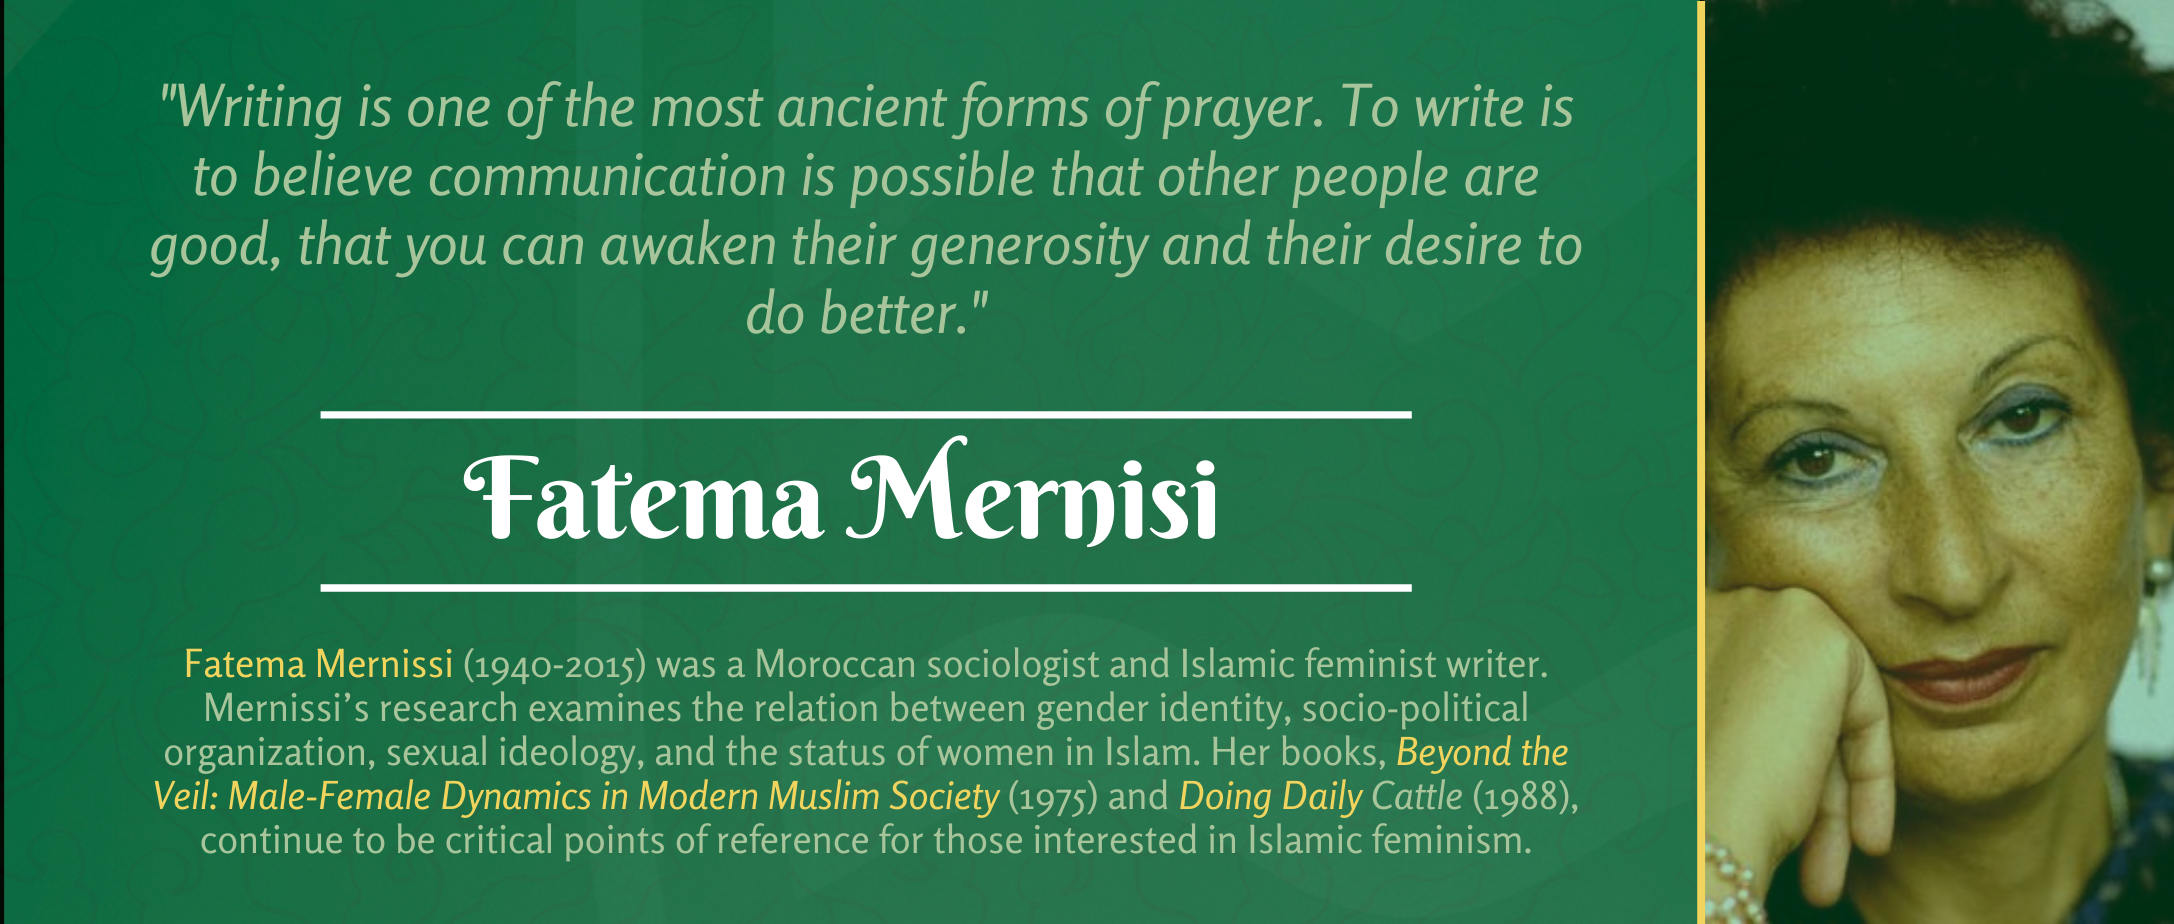 "Writing is one of the most ancient forms of prayer. To write is
to believe communication is possible that other people are
good, that you can awaken their generosity and their desire to
do better."
Fatema Mernisi
Fatema Mernissi (1940-2015) was a Moroccan sociologist and Islamic feminist writer.
Mernissi’s research examines the relation between gender identity, socio-political
organization, sexual ideology, and the status of women in Islam. Her books, Beyond the
Veil: Male-Female Dynamics in Modern Muslim Society (1975) and Doing Daily Cattle (1988),
continue to be critical points of reference for those interested in Islamic feminism.